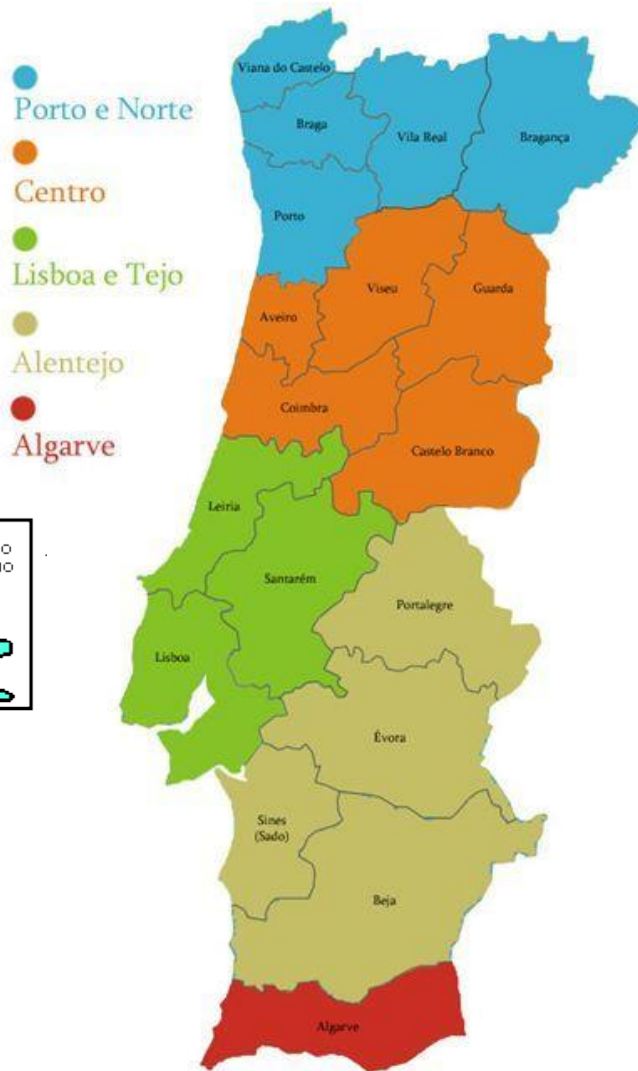 Porto e Norte
Centro
Lisboa e Tejo
Alentejo
Algarve
Viana do Castelo
Braga
Vila Real
Bragança
Porto
Viseu
Guarda
Aveiro
Coimbra
Castelo Branco
Leiria
Santarém
Portalegre
Lisboa
Évora
Sines
(Sado)
Beja
Algarve